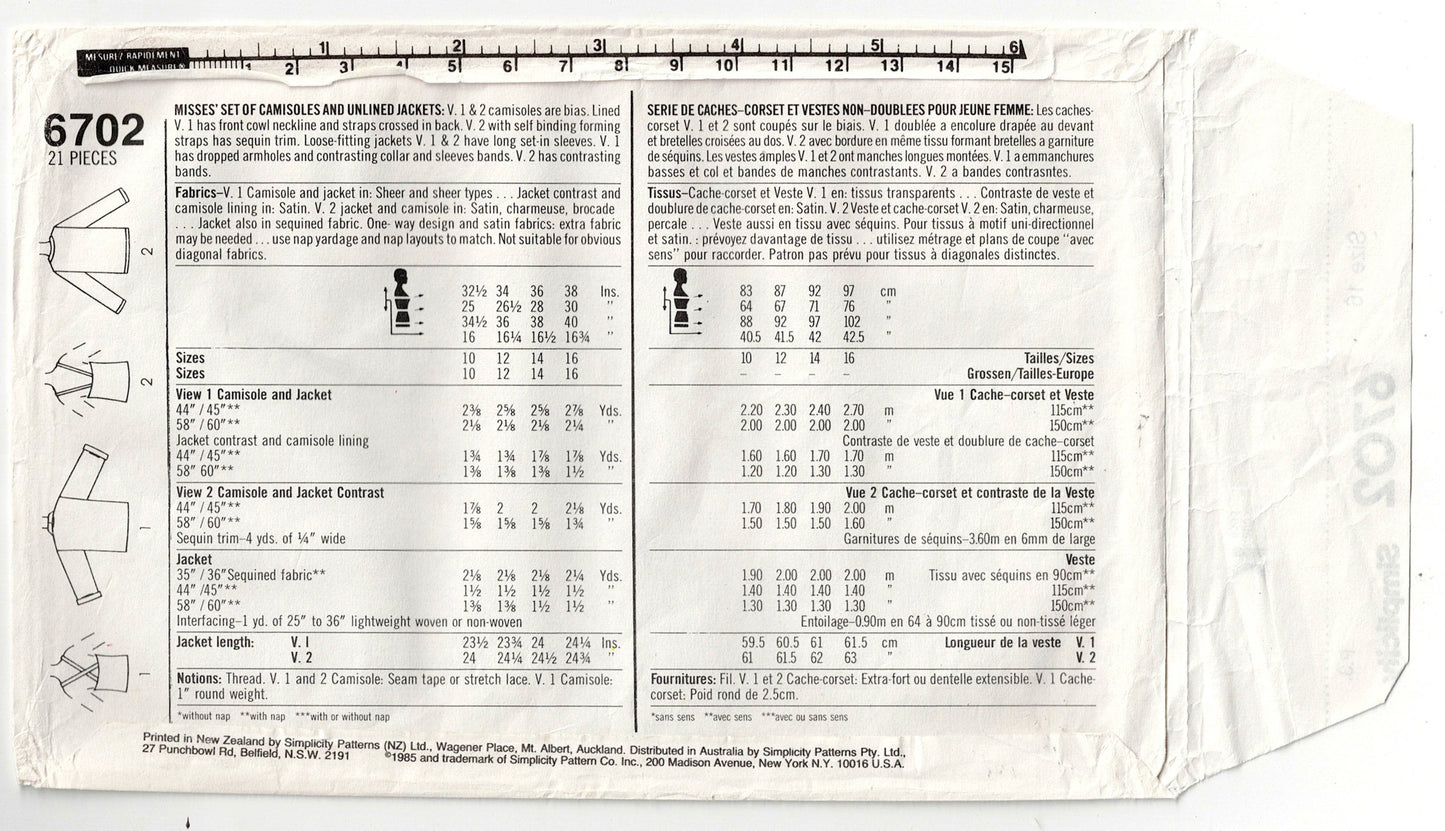 MESUREZ RAPIDEMENT
QUICK MEASURE
1 2 3 4 5 6
1 2 3 4 5 6 7 8 9 10 11 12 13 14 15
6702
21 PIECES
2
2
1
1
MISSES' SET OF CAMISOLES AND UNLINED JACKETS: V. 1 & 2 camisoles are bias. Lined
V. 1 has front cowl neckline and straps crossed in back. V. 2 with self binding forming
straps has sequin trim. Loose-fitting jackets V. 1 & 2 have long set-in sleeves. V. 1
has dropped armholes and contrasting collar and sleeves bands. V. 2 has contrasting
bands.
Fabrics–V. 1 Camisole and jacket in: Sheer and sheer types . . . Jacket contrast and
camisole lining in: Satin. V. 2 jacket and camisole in: Satin, charmeuse, brocade
. . . Jacket also in sequined fabric. One- way design and satin fabrics: extra fabric
may be needed . . . use nap yardage and nap layouts to match. Not suitable for obvious
diagonal fabrics.
32½ 34 36 38 Ins.
25 26½ 28 30 "
34½ 36 38 40 "
16 16¼ 16½ 16¾ "
Sizes 10 12 14 16
Sizes 10 12 14 16
View 1 Camisole and Jacket
44" / 45"** 2⅜ 2⅝ 2⅝ 2⅞ Yds.
58" / 60"** 2⅛ 2⅛ 2⅛ 2¼ "
Jacket contrast and camisole lining
44" / 45"** 1¾ 1¾ 1⅞ 1⅞ Yds.
58" 60"** 1⅜ 1⅜ 1⅜ 1½ "
View 2 Camisole and Jacket Contrast
44" / 45"** 1⅞ 2 2 2⅛ Yds.
58" / 60"** 1⅝ 1⅝ 1⅝ 1¾ "
Sequin trim–4 yds. of ¼" wide
Jacket
35" / 36"Sequined fabric** 2⅛ 2⅛ 2⅛ 2¼ Yds.
44" /45"** 1½ 1½ 1½ 1½ "
58" / 60"** 1⅜ 1⅜ 1½ 1½ "
Interfacing–1 yd. of 25" to 36" lightweight woven or non-woven
Jacket length: V. I 23½ 23¾ 24 24¼ Ins.
V. 2 24 24¼ 24½ 24¾ "
Notions: Thread. V. 1 and 2 Camisole: Seam tape or stretch lace. V. 1 Camisole:
1" round weight.
*without nap **with nap ***with or without nap
SERIE DE CACHES–CORSET ET VESTES NON–DOUBLEES POUR JEUNE FEMME: Les caches-
corset V. 1 et 2 sont coupés sur le biais. V. 1 doublée a encolure drapée au devant
et bretelles croisées au dos. V. 2 avec bordure en même tissu formant bretelles a garniture
de séquins. Les vestes âmples V. 1 et 2 ont manches longues montées. V. 1 a emmanchures
basses et col et bandes de manches contrastants. V. 2 a bandes contrasntes.
Tissus–Cache-corset et Veste V. 1 en: tissus transparents . . . Contraste de veste et
doublure de cache-corset en: Satin. V. 2 Veste et cache-corset V. 2 en: Satin, charmeuse,
percale . . . Veste aussi en tissu avec séquins. Pour tissus à motif uni-directionnel
et satin. : prévoyez davantage de tissu . . . utilisez métrage et plans de coupe "avec
sens" pour raccorder. Patron pas prévu pour tissus à diagonales distinctes.
83 87 92 97 cm
64 67 71 76 "
88 92 97 102 "
40.5 41.5 42 42.5 "
10 12 14 16 Tailles/Sizes
– – – – Grossen/Tailles-Europe
Vue 1 Cache–corset et Veste
2.20 2.30 2.40 2.70 m 115cm**
2.00 2.00 2.00 2.00 " 150cm**
Contraste de veste et doublure de cache–corset
1.60 1.60 1.70 1.70 m 115cm**
1.20 1.20 1.30 1.30 " 150cm**
Vue 2 Cache–corset et contraste de la Veste
1.70 1.80 1.90 2.00 m 115cm**
1.50 1.50 1.50 1.60 " 150cm**
Garnitures de séquins–3.60m en 6mm de large
Veste
1.90 2.00 2.00 2.00 m Tissu avec séquins en 90cm**
1.40 1.40 1.40 1.40 " 115cm**
1.30 1.30 1.30 1.30 " 150cm**
Entoilage–0.90m en 64 à 90cm tissé ou non-tissé léger
59.5 60.5 61 61.5 cm Longueur de la veste V. 1
61 61.5 62 63 " V. 2
Fournitures: Fil. V. 1 et 2 Cache-corset: Extra-fort ou dentelle extensible. V. 1 Cache-
corset: Poid rond de 2.5cm.
*sans sens **avec sens ***avec ou sans sens
Printed in New Zealand by Simplicity Patterns (NZ) Ltd., Wagener Place, Mt. Albert, Auckland. Distributed in Australia by Simplicity Patterns Pty. Ltd.,
27 Punchbowl Rd, Belfield, N.S.W. 2191 ©1985 and trademark of Simplicity Pattern Co. Inc., 200 Madison Avenue, New York N.Y. 10016 U.S.A.
Size 16
6702
Simplicity